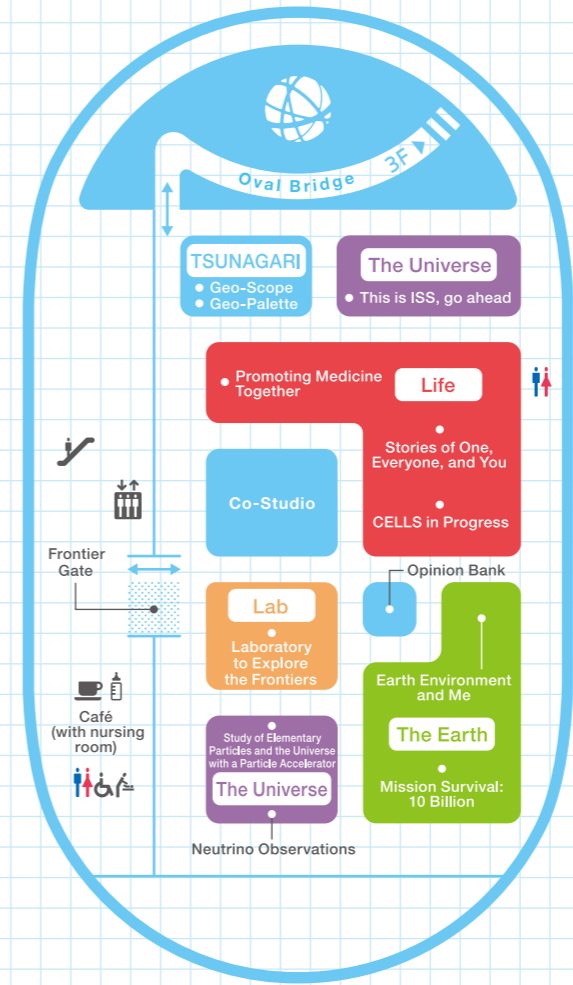 Oval Bridge
3F
TSUNAGARI
Geo-Scope
Geo-Palette
The Universe
This is ISS, go ahead
Promoting Medicine
Together
Life
Stories of One,
Everyone, and You
CELLS in Progress
Co-Studio
Frontier
Gate
Opinion Bank
Lab
Laboratory
to Explore
the Frontiers
Earth Environment
and Me
Café
(with nursing
room)
Study of Elementary
Particles and the Universe
with a Particle Accelerator
The Universe
Neutrino Observations
The Earth
Mission Survival:
10 Billion